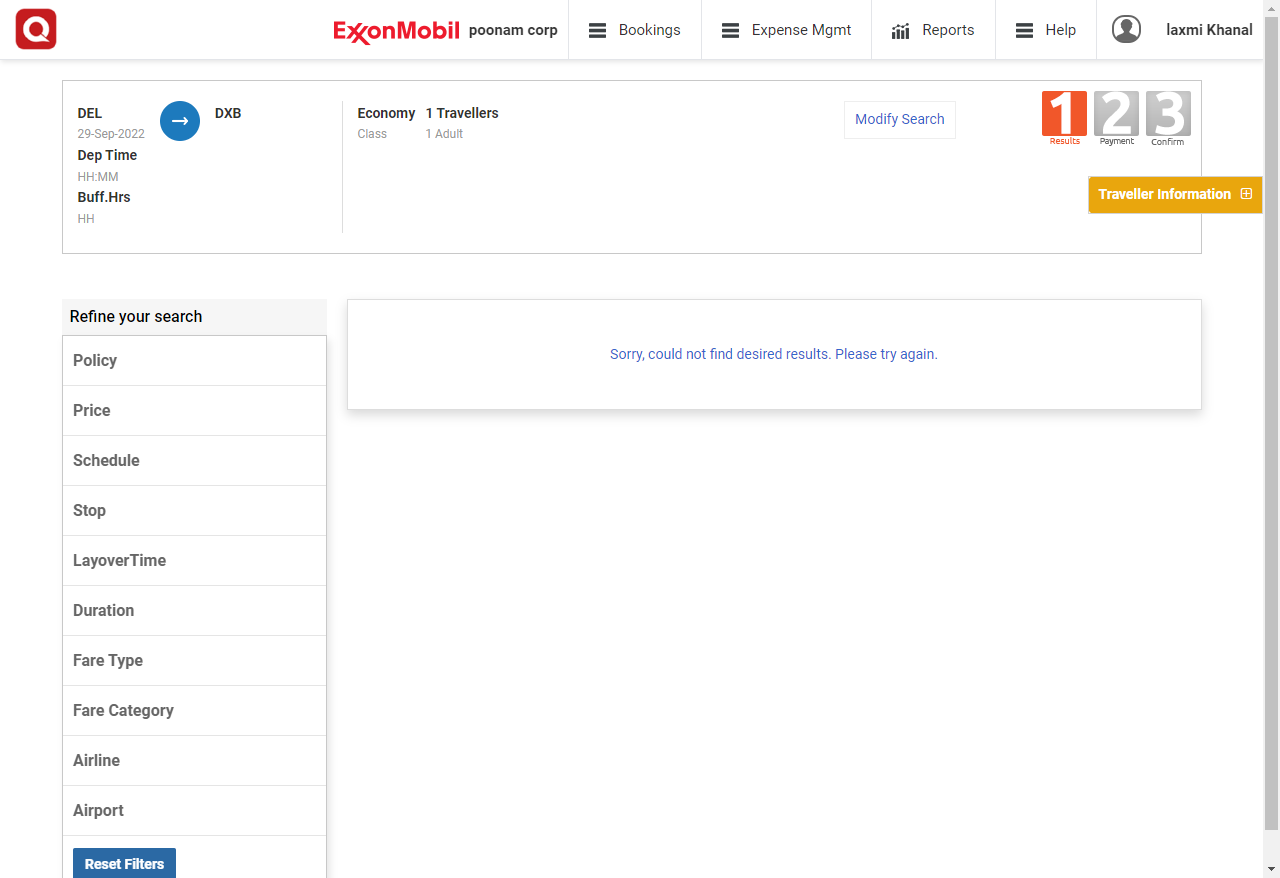 Q
ExxonMobil poonam corp
Bookings
Expense Mgmt
Reports
Help
laxmi Khanal
DEL
29-Sep-2022
Dep Time
HH:MM
Buff.Hrs
HH
DXB
Economy
Class
1 Travellers
1 Adult
Modify Search
1 2 3
Results Payment Confirm
Traveller Information
Refine your search
Policy
Price
Schedule
Stop
LayoverTime
Duration
Fare Type
Fare Category
Airline
Airport
Reset Filters
Sorry, could not find desired results. Please try again.